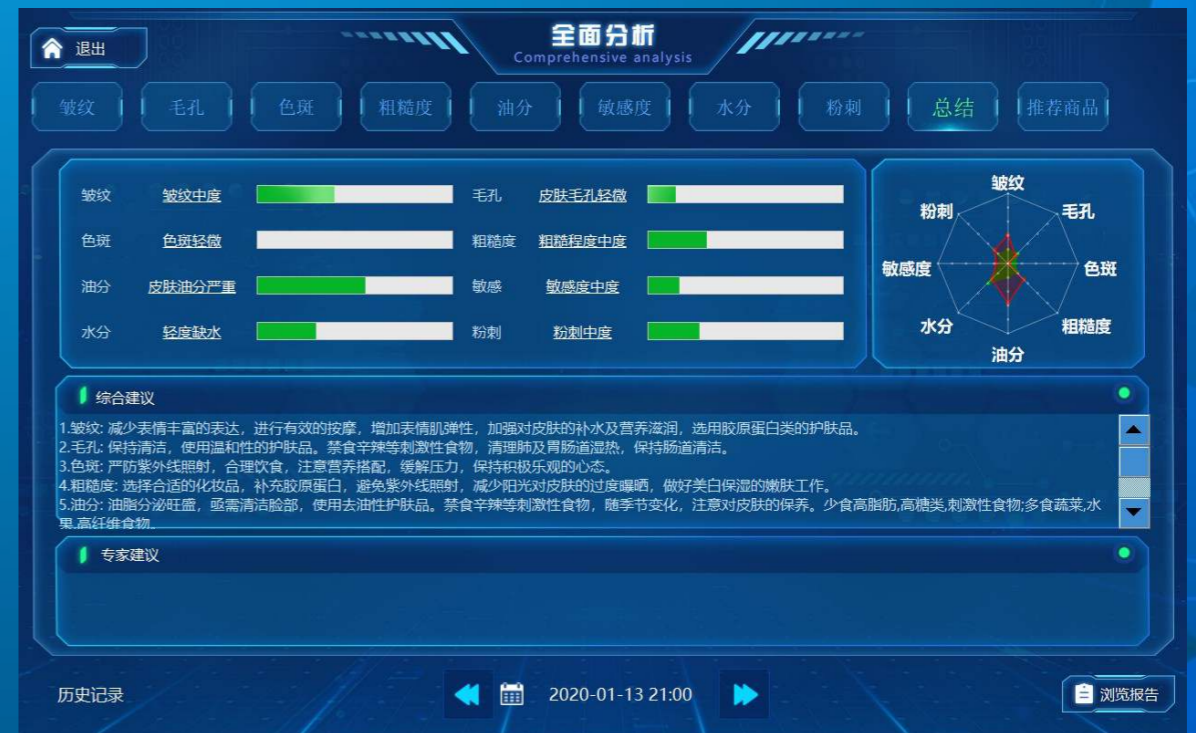 退出
全面分析
Comprehensive analysis
皱纹 毛孔 色斑 粗糙度 油分 敏感度 水分 粉刺 总结 推荐商品
皱纹 皱纹中度 毛孔 皮肤毛孔轻微
色斑 色斑轻微 粗糙度 粗糙程度中度
油分 皮肤油分严重 敏感 敏感度中度
水分 轻度缺水 粉刺 粉刺中度
皱纹
粉刺 毛孔
敏感度 色斑
水分 粗糙度
油分
综合建议
1.皱纹: 减少表情丰富的表达，进行有效的按摩，增加表情肌弹性，加强对皮肤的补水及营养滋润，选用胶原蛋白类的护肤品。
2.毛孔: 保持清洁，使用温和性的护肤品。禁食辛辣等刺激性食物，清理肺及胃肠道湿热，保持肠道清洁。
3.色斑: 严防紫外线照射，合理饮食，注意营养搭配，缓解压力，保持积极乐观的心态。
4.粗糙度: 选择合适的化妆品，补充胶原蛋白，避免紫外线照射，减少阳光对皮肤的过度曝晒，做好美白保湿的嫩肤工作。
5.油分: 油脂分泌旺盛，亟需清洁脸部，使用去油性护肤品。禁食辛辣等刺激性食物，随季节变化，注意对皮肤的保养。少食高脂肪,高糖类,刺激性食物;多食蔬菜,水
果,高纤维食物。
专家建议
历史记录 2020-01-13 21:00 浏览报告